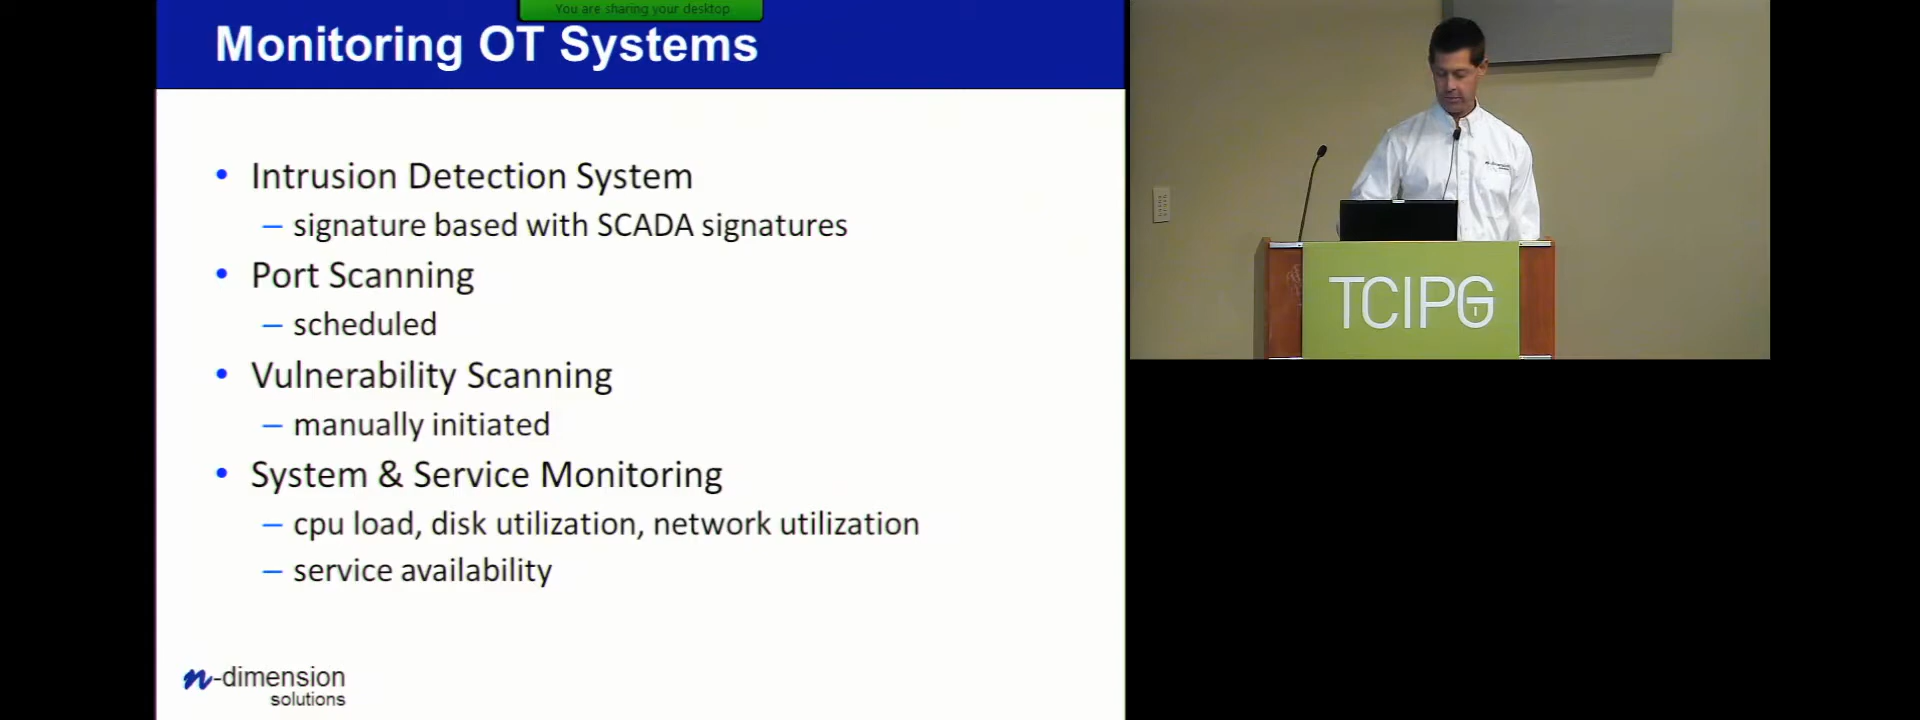 You are sharing your desktop
Monitoring OT Systems
• Intrusion Detection System
– signature based with SCADA signatures
• Port Scanning
– scheduled
• Vulnerability Scanning
– manually initiated
• System & Service Monitoring
– cpu load, disk utilization, network utilization
– service availability
n-dimension
solutions
TCIPG